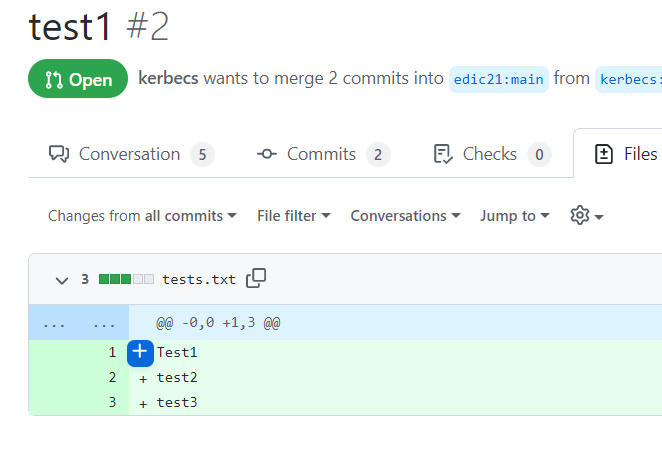 test1 #2
Open kerbecs wants to merge 2 commits into edic21:main from kerbecs:
Conversation 5 Commits 2 Checks 0 Files
Changes from all commits File filter Conversations Jump to
3 tests.txt
... ... @@ -0,0 +1,3 @@
1 + Test1
2 + test2
3 + test3